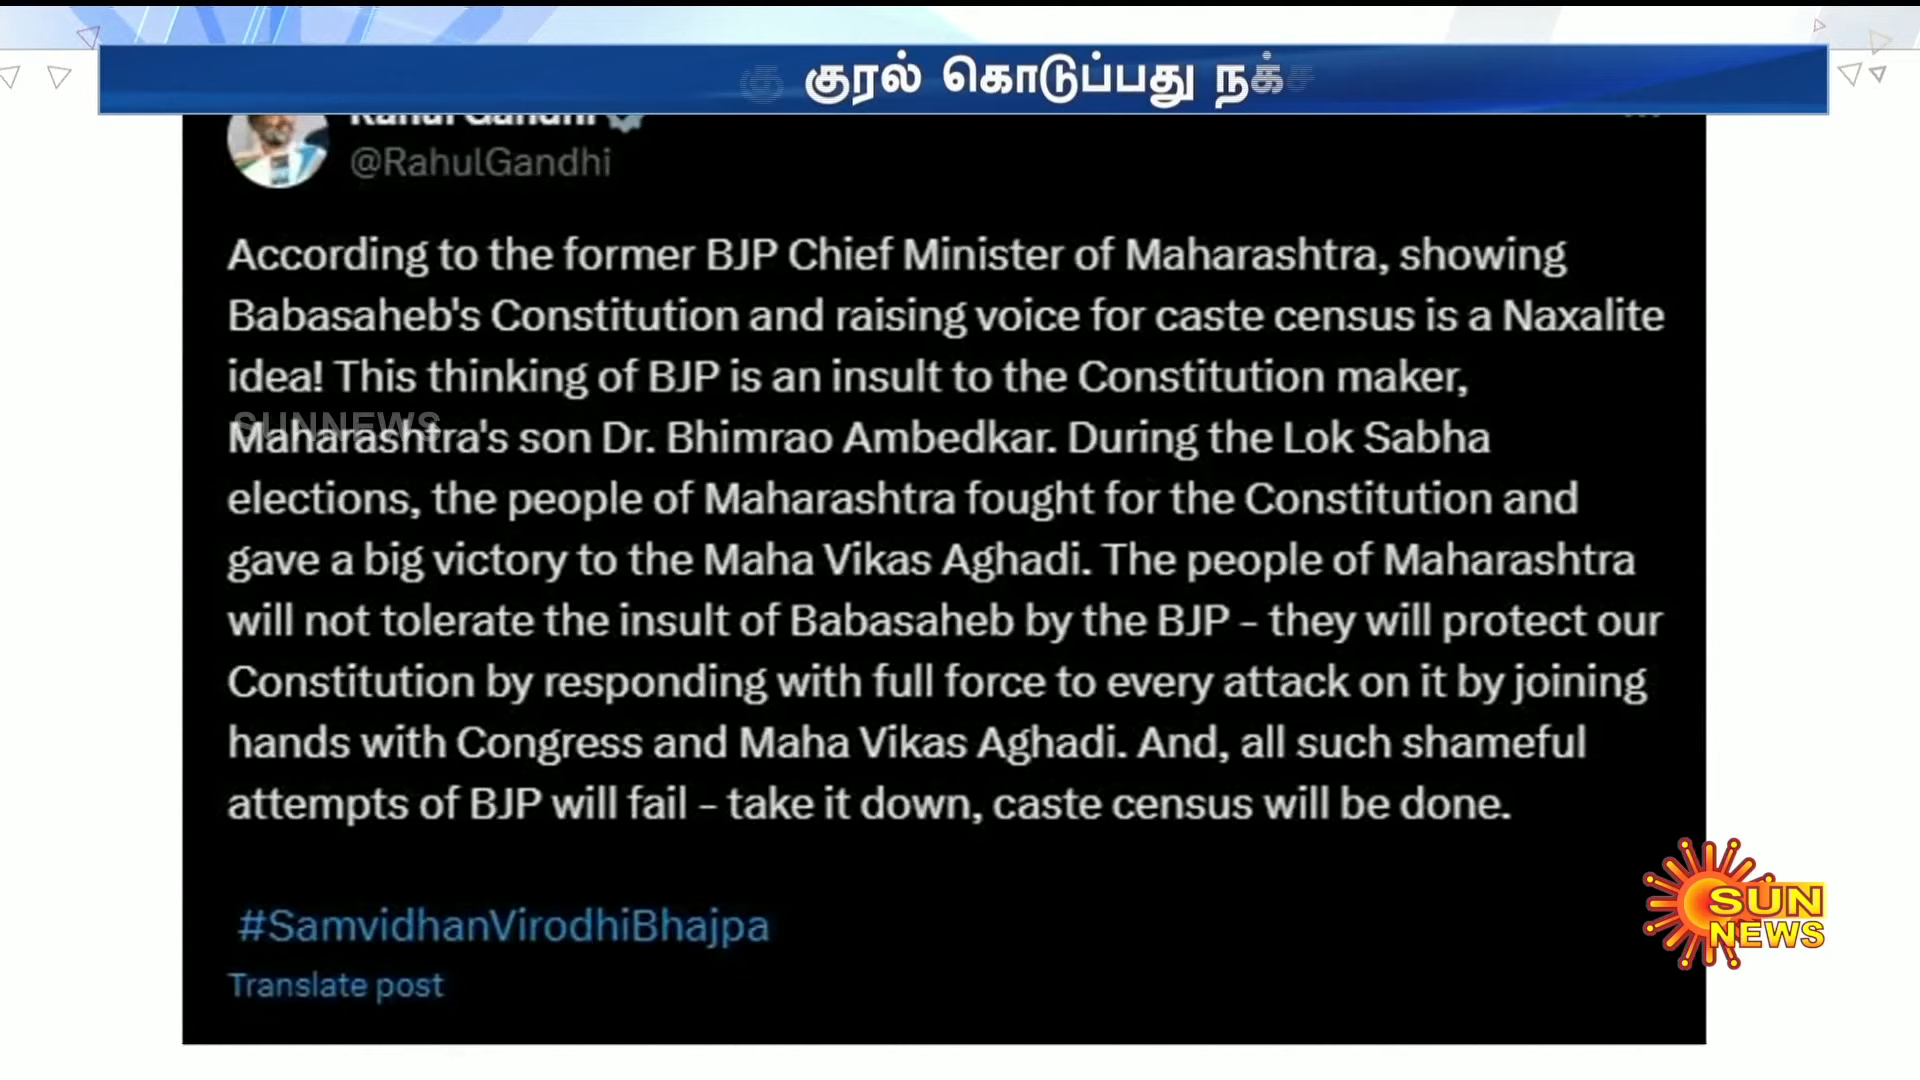 குரல் கொடுப்பது நக்
Rahul Gandhi
@RahulGandhi
According to the former BJP Chief Minister of Maharashtra, showing
Babasaheb's Constitution and raising voice for caste census is a Naxalite
idea! This thinking of BJP is an insult to the Constitution maker,
SUNNEWS
Maharashtra's son Dr. Bhimrao Ambedkar. During the Lok Sabha
elections, the people of Maharashtra fought for the Constitution and
gave a big victory to the Maha Vikas Aghadi. The people of Maharashtra
will not tolerate the insult of Babasaheb by the BJP – they will protect our
Constitution by responding with full force to every attack on it by joining
hands with Congress and Maha Vikas Aghadi. And, all such shameful
attempts of BJP will fail – take it down, caste census will be done.
#SamvidhanVirodhiBhajpa
Translate post
SUN
NEWS